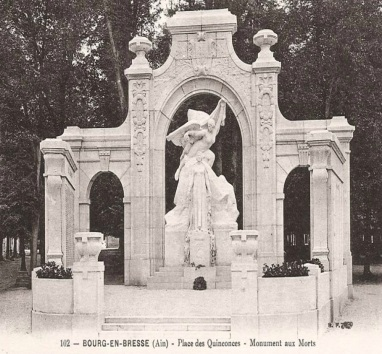 102 - BOURG-EN-BRESSE (Ain) - Place des Quinconces - Monument aux Morts